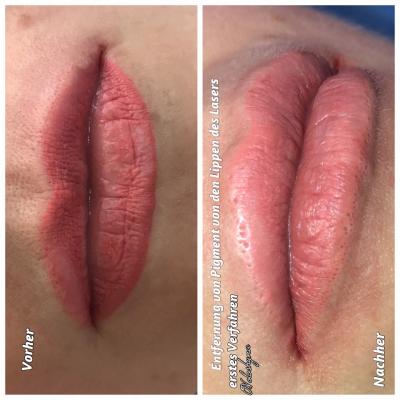 Vorher
Entfernung von Pigment von den Lippen des Lasers
erstes Verfahren
Nachher